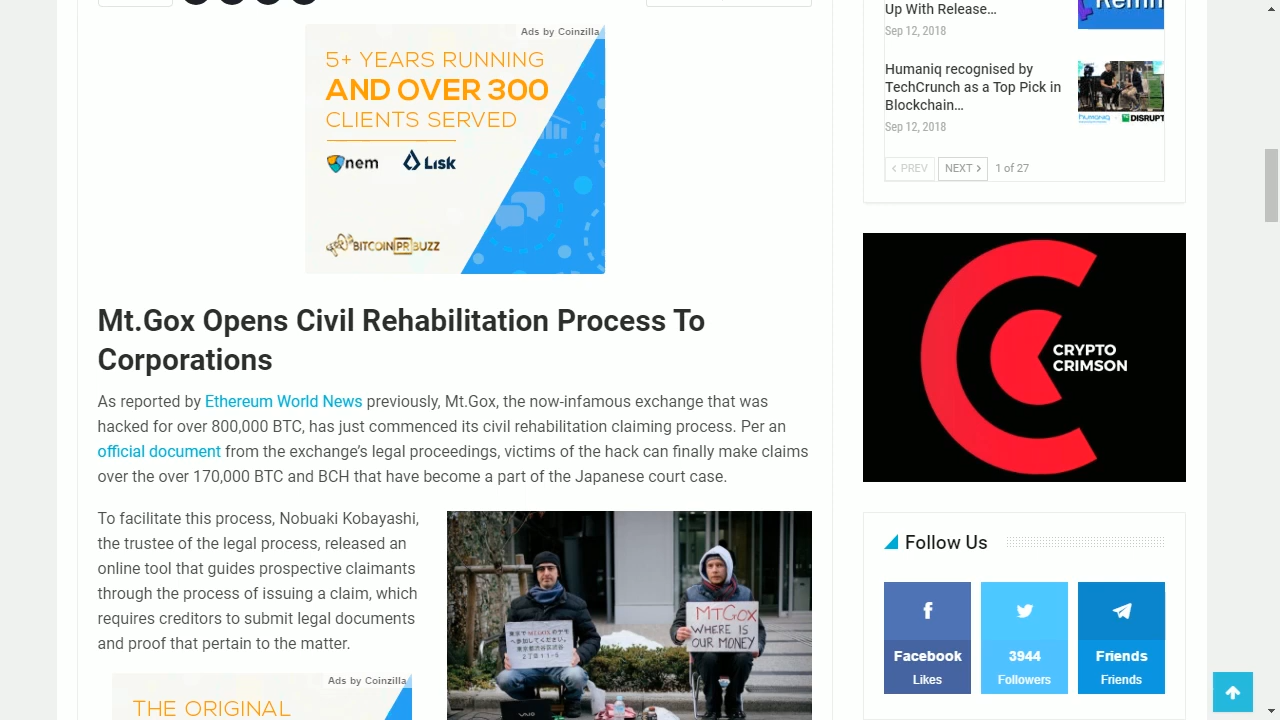 Ads by Coinzilla
5+ YEARS RUNNING
AND OVER 300
CLIENTS SERVED
nem
LISK
BITCOIN PR BUZZ
Mt.Gox Opens Civil Rehabilitation Process To
Corporations
As reported by Ethereum World News previously, Mt.Gox, the now-infamous exchange that was
hacked for over 800,000 BTC, has just commenced its civil rehabilitation claiming process. Per an
official document from the exchange's legal proceedings, victims of the hack can finally make claims
over the over 170,000 BTC and BCH that have become a part of the Japanese court case.
To facilitate this process, Nobuaki Kobayashi,
the trustee of the legal process, released an
online tool that guides prospective claimants
through the process of issuing a claim, which
requires creditors to submit legal documents
and proof that pertain to the matter.
MTGOX
WHERE IS
OUR MONEY
VAIO
Ads by Coinzilla
THE ORIGINAL
Up With Release...
Sep 12, 2018
Humaniq recognised by
TechCrunch as a Top Pick in
Blockchain...
Sep 12, 2018
humaniq
DISRUPT
PREV
NEXT
1 of 27
CRYPTO
CRIMSON
Follow Us
Facebook
Likes
3944
Followers
Friends
Friends